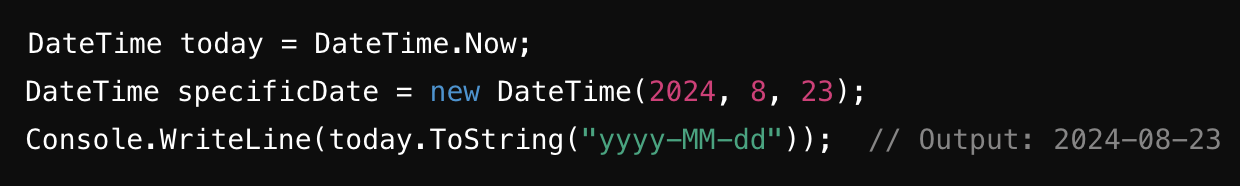 DateTime today = DateTime.Now;
DateTime specificDate = new DateTime(2024, 8, 23);
Console.WriteLine(today.ToString("yyyy-MM-dd"));  // Output: 2024-08-23